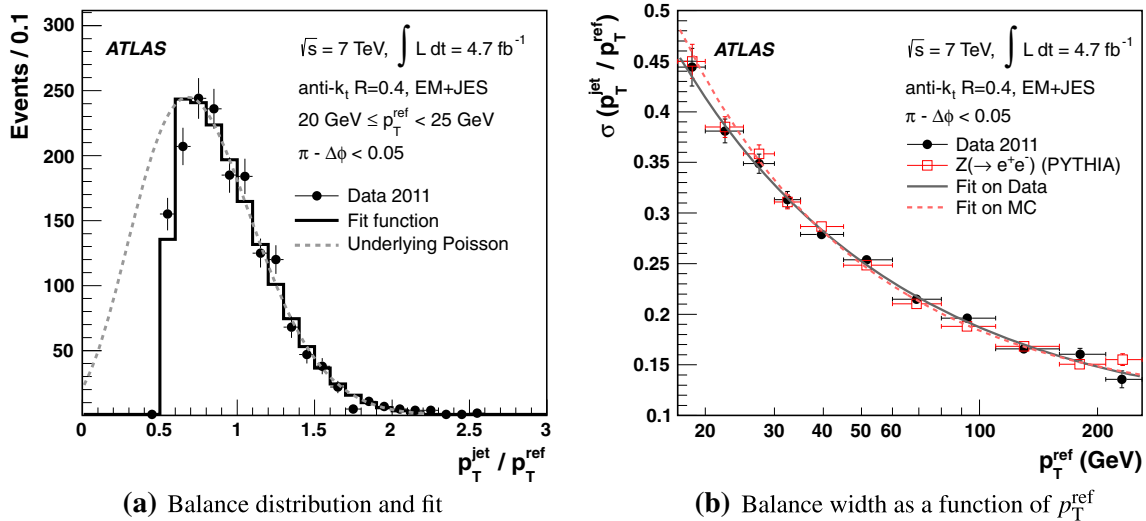 ATLAS
√s = 7 TeV, ∫ L dt = 4.7 fb⁻¹
anti-kₜ R=0.4, EM+JES
20 GeV ≤ p_T^ref < 25 GeV
π - Δϕ < 0.05
Data 2011
Fit function
Underlying Poisson
Events / 0.1
300
250
200
150
100
50
0 0.5 1 1.5 2 2.5 3
p_T^jet / p_T^ref
(a) Balance distribution and fit
ATLAS
√s = 7 TeV, ∫ L dt = 4.7 fb⁻¹
anti-kₜ R=0.4, EM+JES
π - Δϕ < 0.05
Data 2011
Z(→ e⁺e⁻) (PYTHIA)
Fit on Data
Fit on MC
σ (p_T^jet / p_T^ref)
0.5
0.45
0.4
0.35
0.3
0.25
0.2
0.15
0.1
20 30 40 50 60 100 200
p_T^ref (GeV)
(b) Balance width as a function of p_T^ref